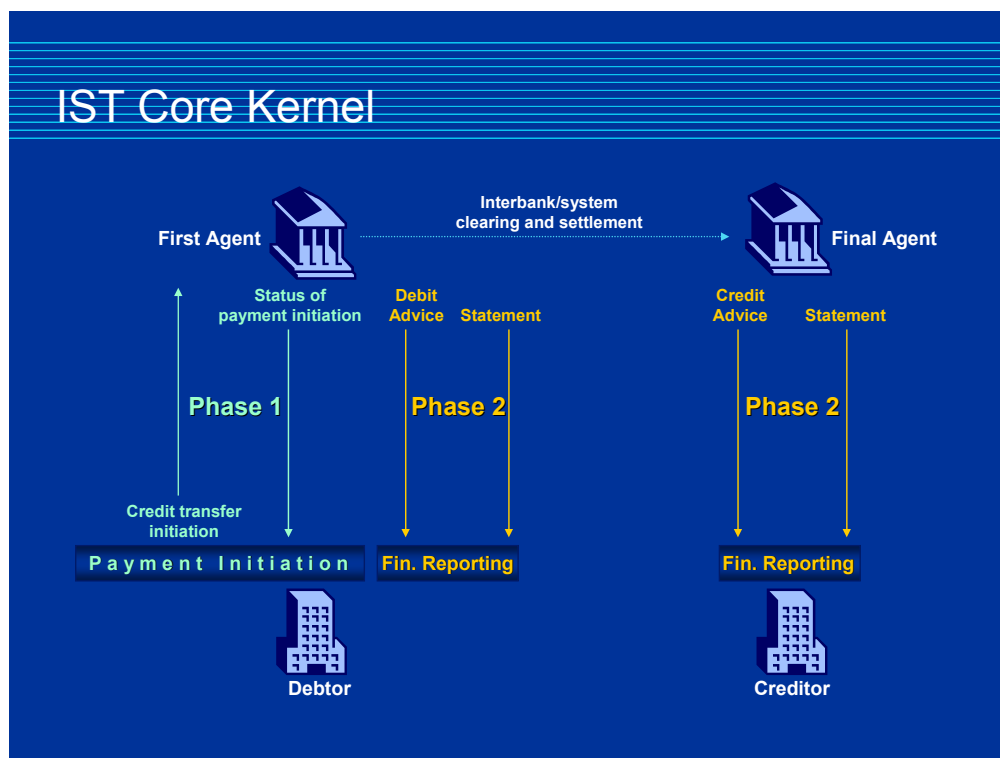 IST Core Kernel
Interbank/system
clearing and settlement
First Agent
Final Agent
Status of
payment initiation
Debit
Advice
Statement
Credit
Advice
Statement
Phase 1
Phase 2
Phase 2
Credit transfer
initiation
Payment Initiation
Fin. Reporting
Fin. Reporting
Debtor
Creditor